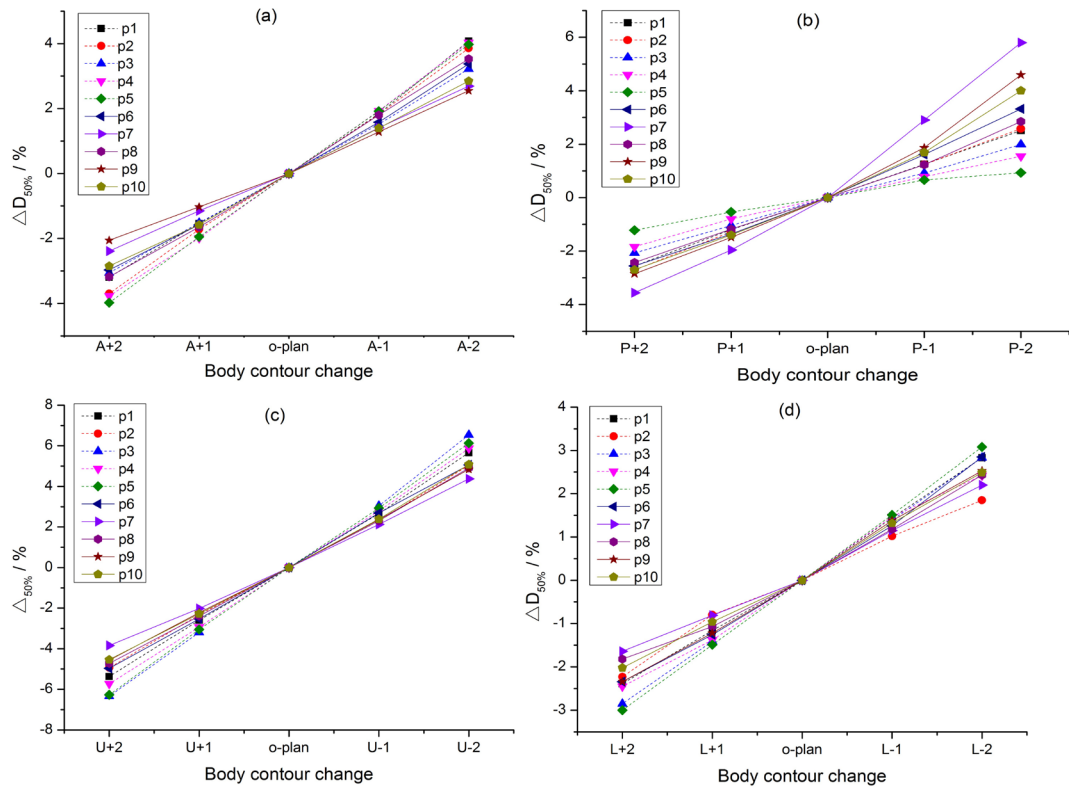 (a)
p1
p2
p3
p4
p5
p6
p7
p8
p9
p10
4
2
0
-2
-4
△D50% / %
A+2 A+1 o-plan A-1 A-2
Body contour change
(b)
p1
p2
p3
p4
p5
p6
p7
p8
p9
p10
6
4
2
0
-2
-4
△D50% / %
P+2 P+1 o-plan P-1 P-2
Body contour change
(c)
p1
p2
p3
p4
p5
p6
p7
p8
p9
p10
8
6
4
2
0
-2
-4
-6
-8
△50% / %
U+2 U+1 o-plan U-1 U-2
Body contour change
(d)
p1
p2
p3
p4
p5
p6
p7
p8
p9
p10
4
3
2
1
0
-1
-2
-3
△D50% / %
L+2 L+1 o-plan L-1 L-2
Body contour change